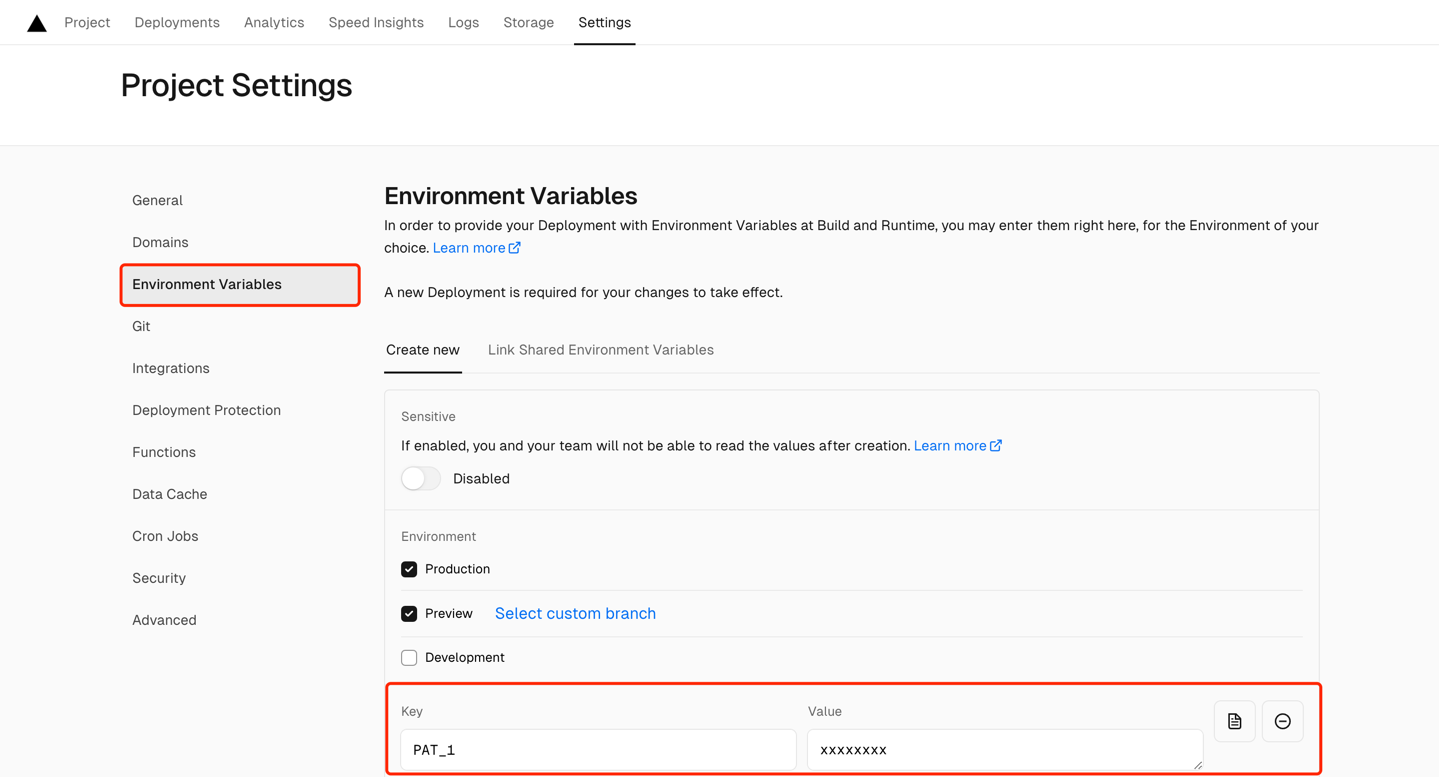 Project Deployments Analytics Speed Insights Logs Storage Settings
Project Settings
General
Domains
Environment Variables
Git
Integrations
Deployment Protection
Functions
Data Cache
Cron Jobs
Security
Advanced
Environment Variables
In order to provide your Deployment with Environment Variables at Build and Runtime, you may enter them right here, for the Environment of your
choice. Learn more
A new Deployment is required for your changes to take effect.
Create new Link Shared Environment Variables
Sensitive
If enabled, you and your team will not be able to read the values after creation. Learn more
Disabled
Environment
Production
Preview Select custom branch
Development
Key Value
PAT_1 xxxxxxxx